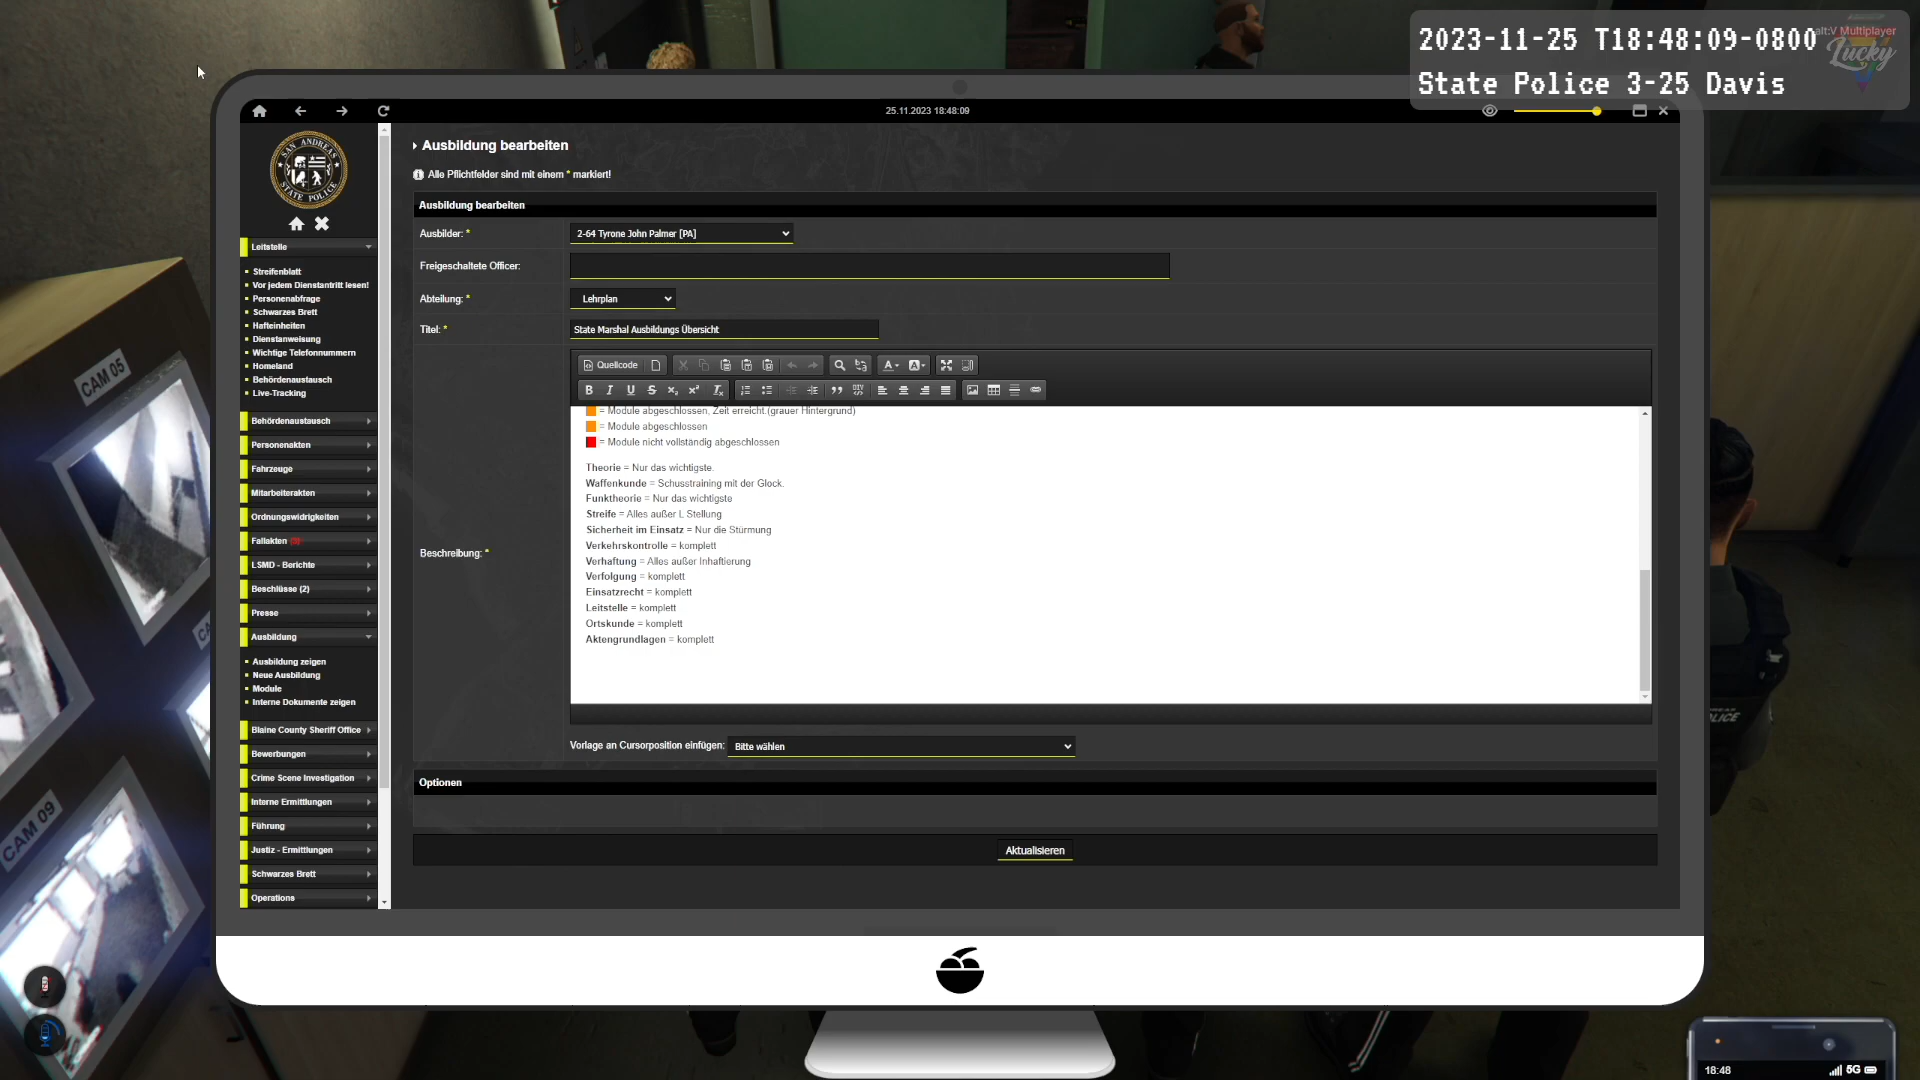 2023-11-25 T18:48:09-0800
alt:V Multiplayer
Lucky
State Police 3-25 Davis
25.11.2023 18:48:09
SAN ANDREAS
STATE POLICE
Leitstelle
Streifenblatt
Vor jedem Dienstantritt lesen!
Personenabfrage
Schwarzes Brett
Hafteinheiten
Dienstanweisung
Wichtige Telefonnummern
Homeland
Behördenaustausch
Live-Tracking
Behördenaustausch
Personenakten
Fahrzeuge
Mitarbeiterakten
Ordnungswidrigkeiten
Fallakten
LSMD - Berichte
Beschlüsse (2)
Presse
Ausbildung
Ausbildung zeigen
Neue Ausbildung
Module
Interne Dokumente zeigen
Blaine County Sheriff Office
Bewerbungen
Crime Scene Investigation
Interne Ermittlungen
Führung
Justiz - Ermittlungen
Schwarzes Brett
Operations
Ausbildung bearbeiten
Alle Pflichtfelder sind mit einem * markiert!
Ausbildung bearbeiten
Ausbilder: * 2-64 Tyrone John Palmer [PA]
Freigeschaltete Officer:
Abteilung: * Lehrplan
Titel: * State Marshal Ausbildungs Übersicht
Quellcode
Beschreibung: *
= Module abgeschlossen, Zeit erreicht.(grauer Hintergrund)
= Module abgeschlossen
= Module nicht vollständig abgeschlossen
Theorie = Nur das wichtigste.
Waffenkunde = Schusstraining mit der Glock.
Funktheorie = Nur das wichtigste
Streife = Alles außer L Stellung
Sicherheit im Einsatz = Nur die Stürmung
Verkehrskontrolle = komplett
Verhaftung = Alles außer Inhaftierung
Verfolgung = komplett
Einsatzrecht = komplett
Leitstelle = komplett
Ortskunde = komplett
Aktengrundlagen = komplett
Vorlage an Cursorposition einfügen: Bitte wählen
Optionen
Aktualisieren
CAM 05
CAM 09
18:48
5G